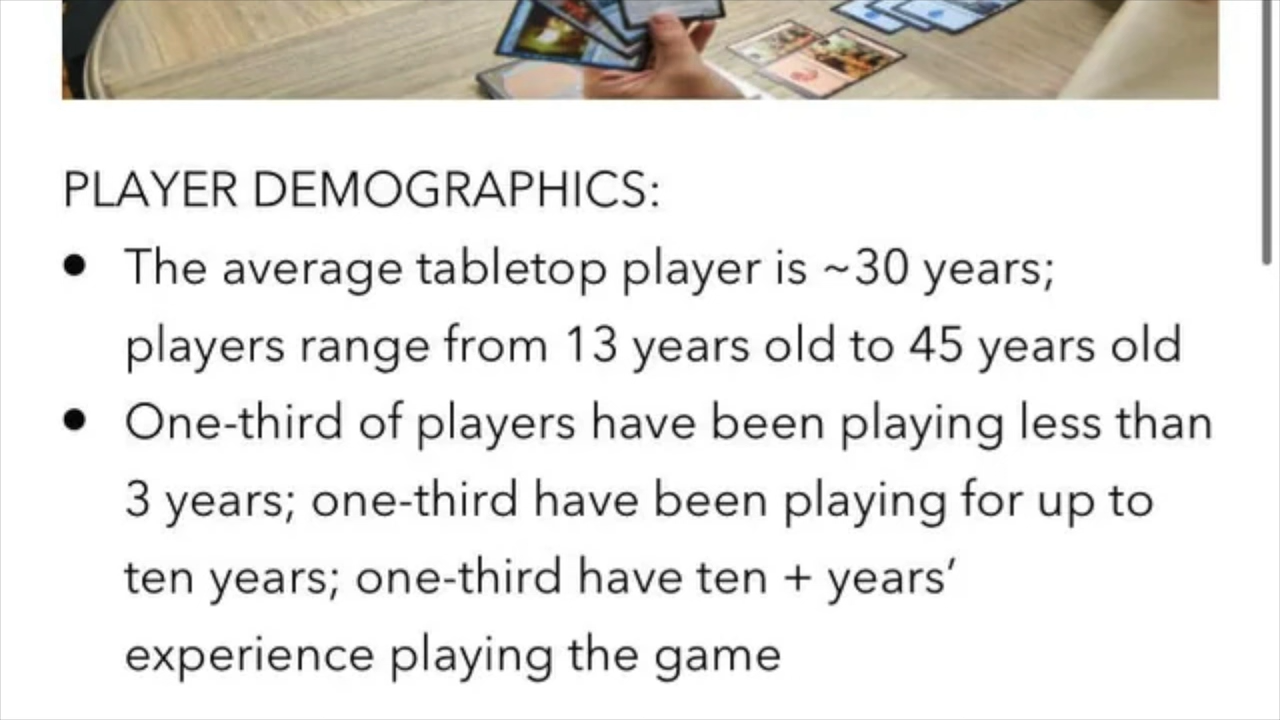 PLAYER DEMOGRAPHICS:
● The average tabletop player is ~30 years;
players range from 13 years old to 45 years old
● One-third of players have been playing less than
3 years; one-third have been playing for up to
ten years; one-third have ten + years’
experience playing the game